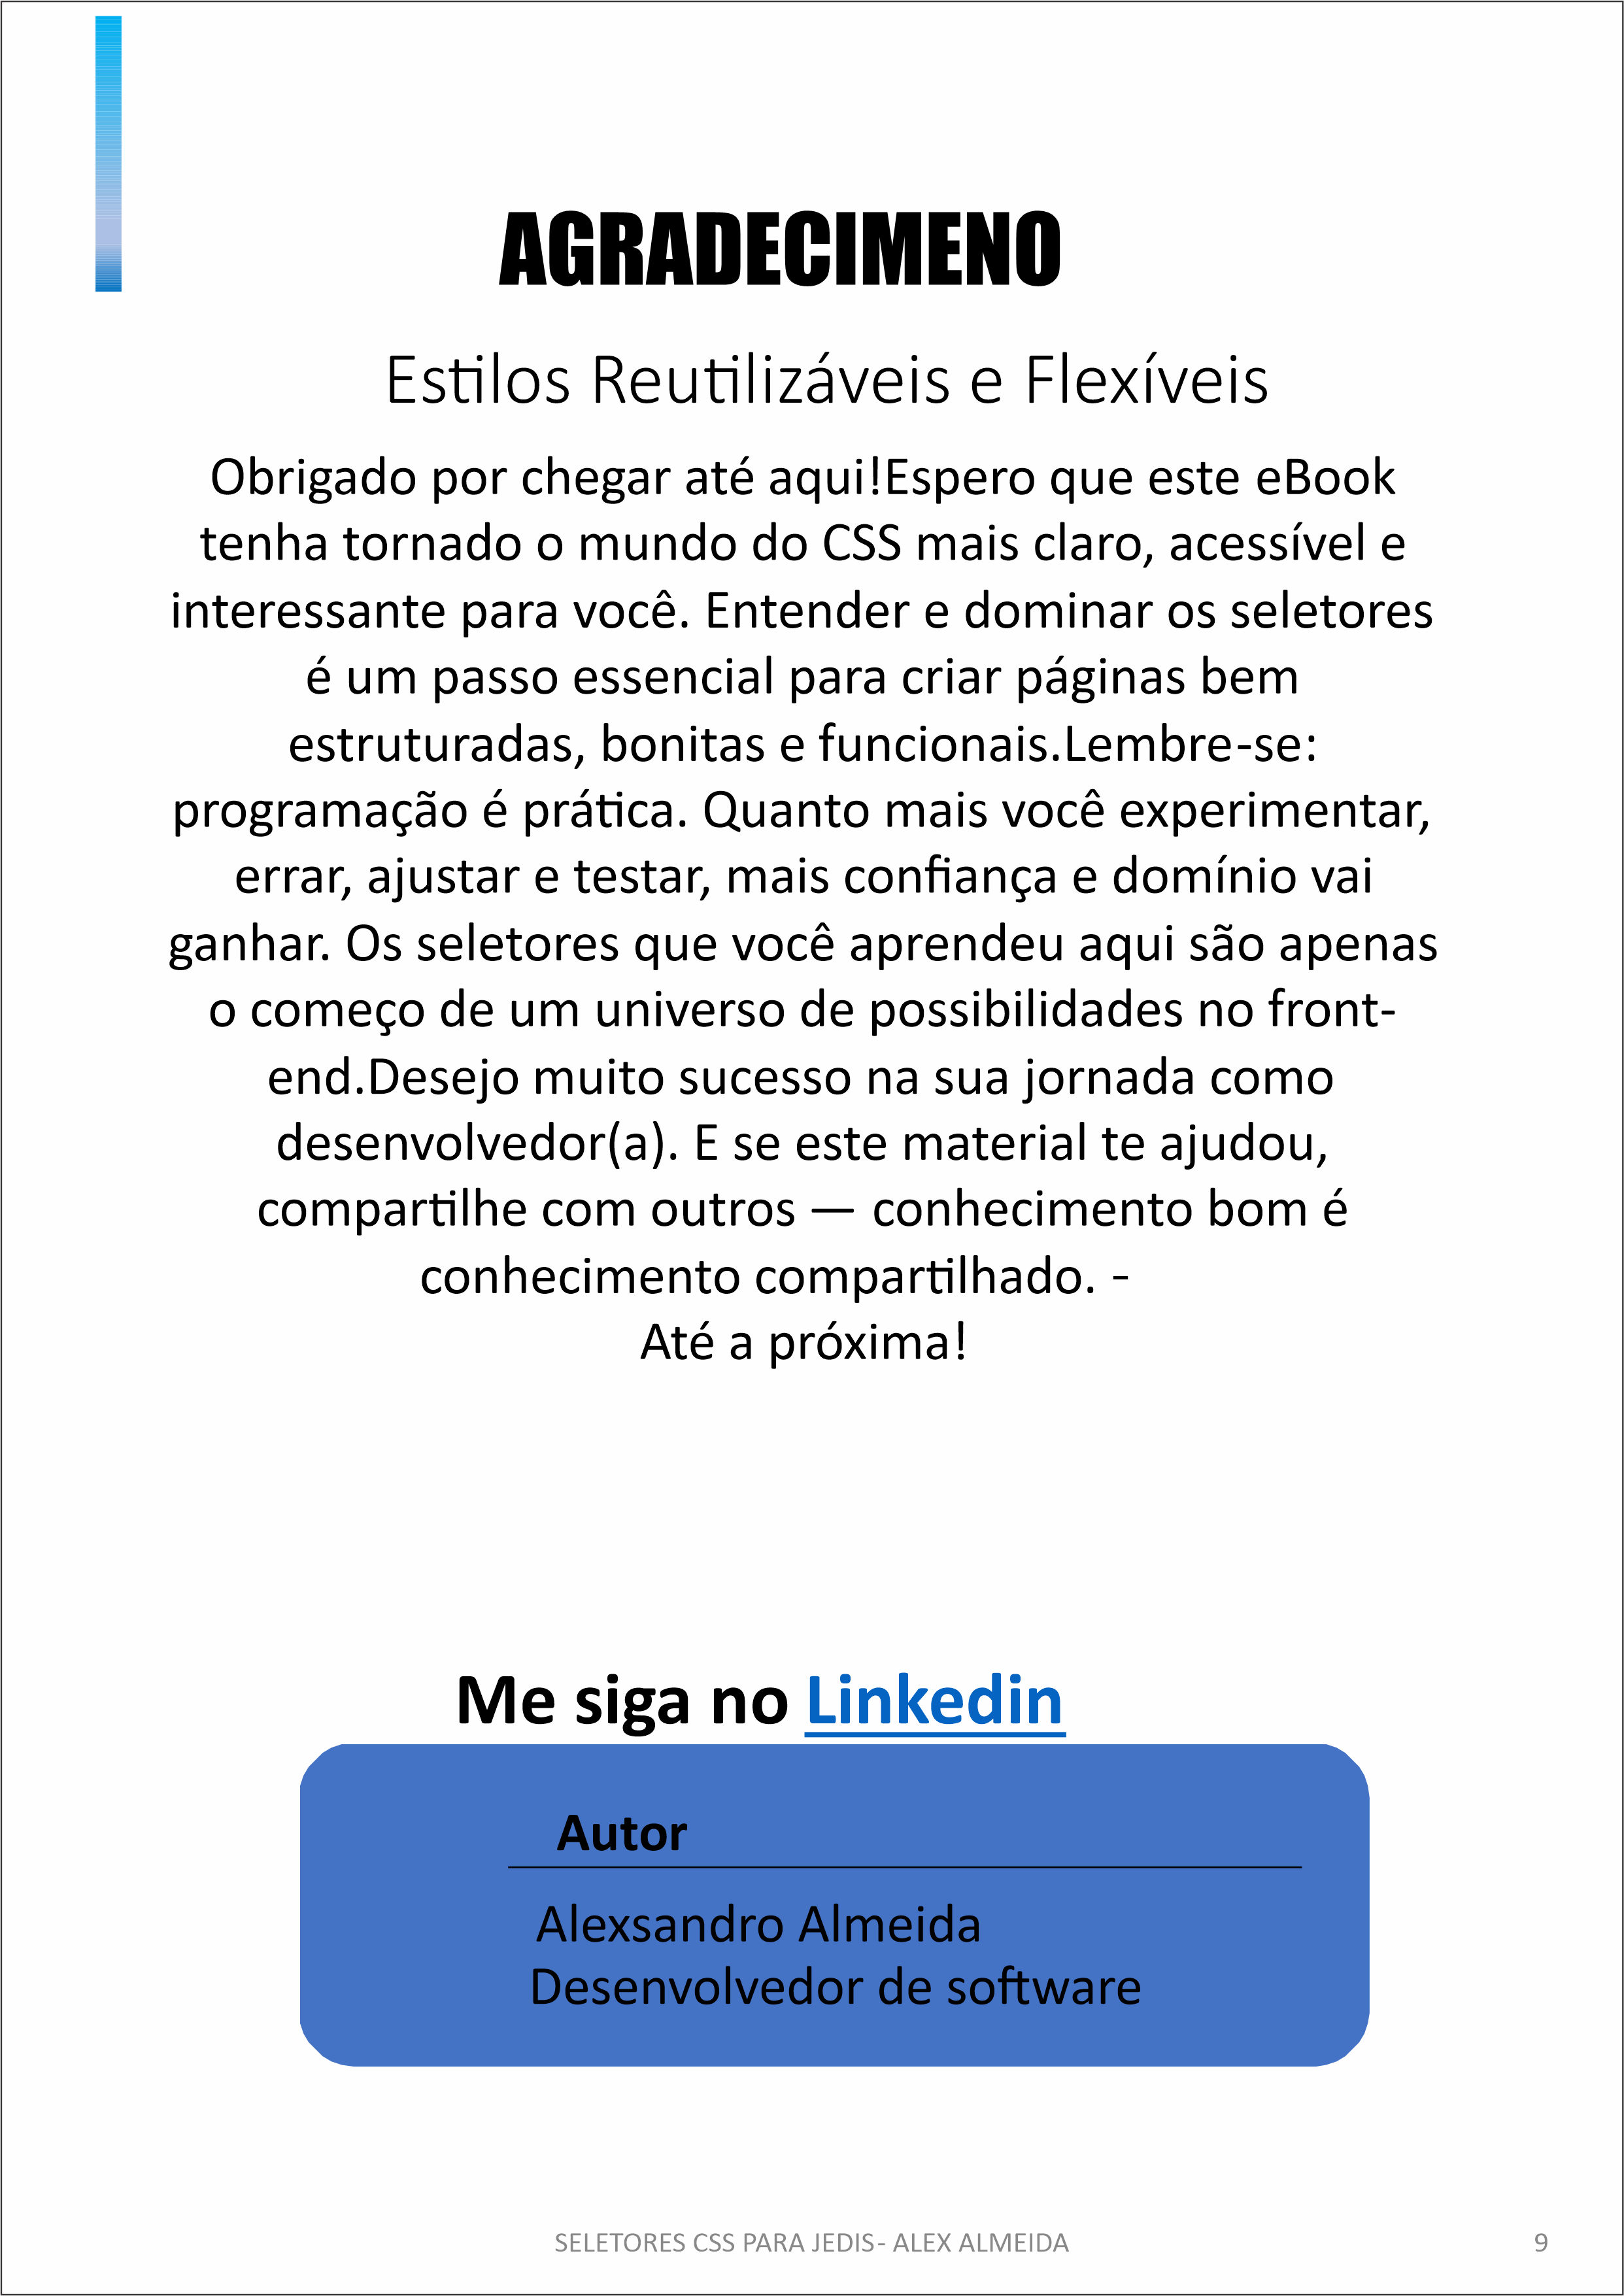 AGRADECIMENO
Estilos Reutilizáveis e Flexíveis
Obrigado por chegar até aqui!Espero que este eBook
tenha tornado o mundo do CSS mais claro, acessível e
interessante para você. Entender e dominar os seletores
é um passo essencial para criar páginas bem
estruturadas, bonitas e funcionais.Lembre-se:
programação é prática. Quanto mais você experimentar,
errar, ajustar e testar, mais confiança e domínio vai
ganhar. Os seletores que você aprendeu aqui são apenas
o começo de um universo de possibilidades no front-
end.Desejo muito sucesso na sua jornada como
desenvolvedor(a). E se este material te ajudou,
compartilhe com outros — conhecimento bom é
conhecimento compartilhado. -
Até a próxima!
Me siga no Linkedin
Autor
Alexsandro Almeida
Desenvolvedor de software
SELETORES CSS PARA JEDIS- ALEX ALMEIDA
9